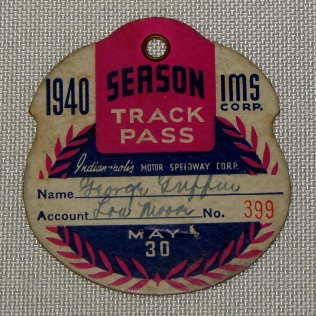 1940 SEASON IMS
CORP.
TRACK
PASS
Indianapolis MOTOR SPEEDWAY CORP.
Name George Griffin
Account Lou Moore No. 399
MAY
30